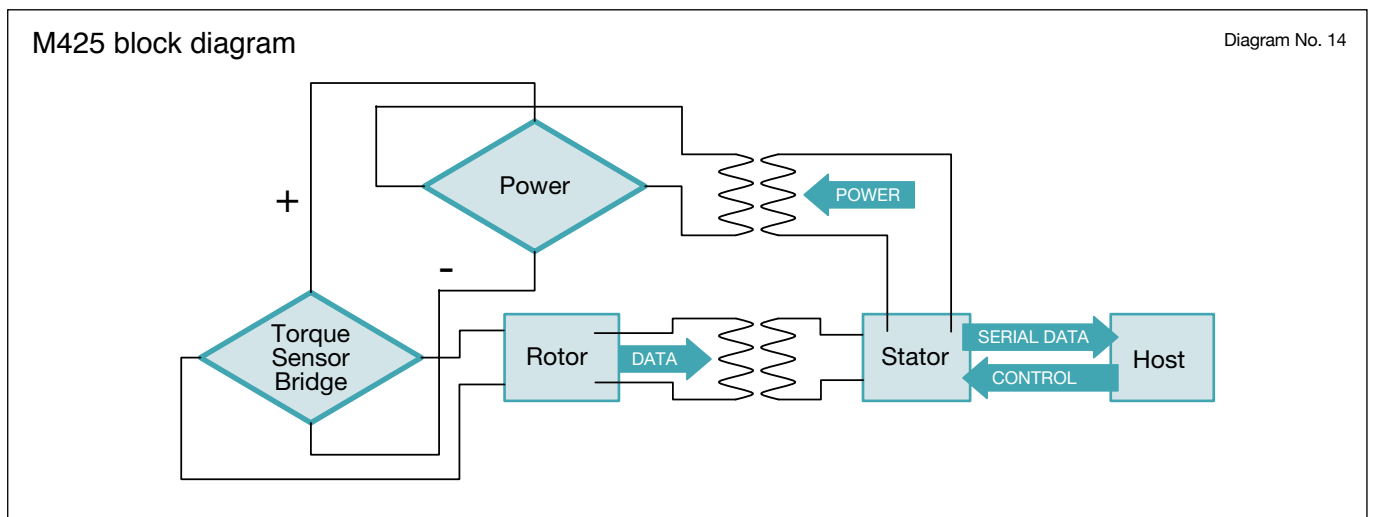 M425 block diagram
Diagram No. 14
+
Power
POWER
-
Torque
Sensor
Bridge
Rotor
DATA
Stator
SERIAL DATA
CONTROL
Host